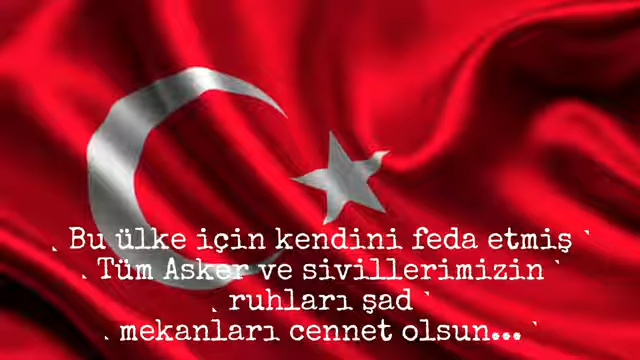 . Bu ülke için kendini feda etmiş `
. Tüm Asker ve sivillerimizin `
. ruhları şad `
. mekanları cennet olsun... `